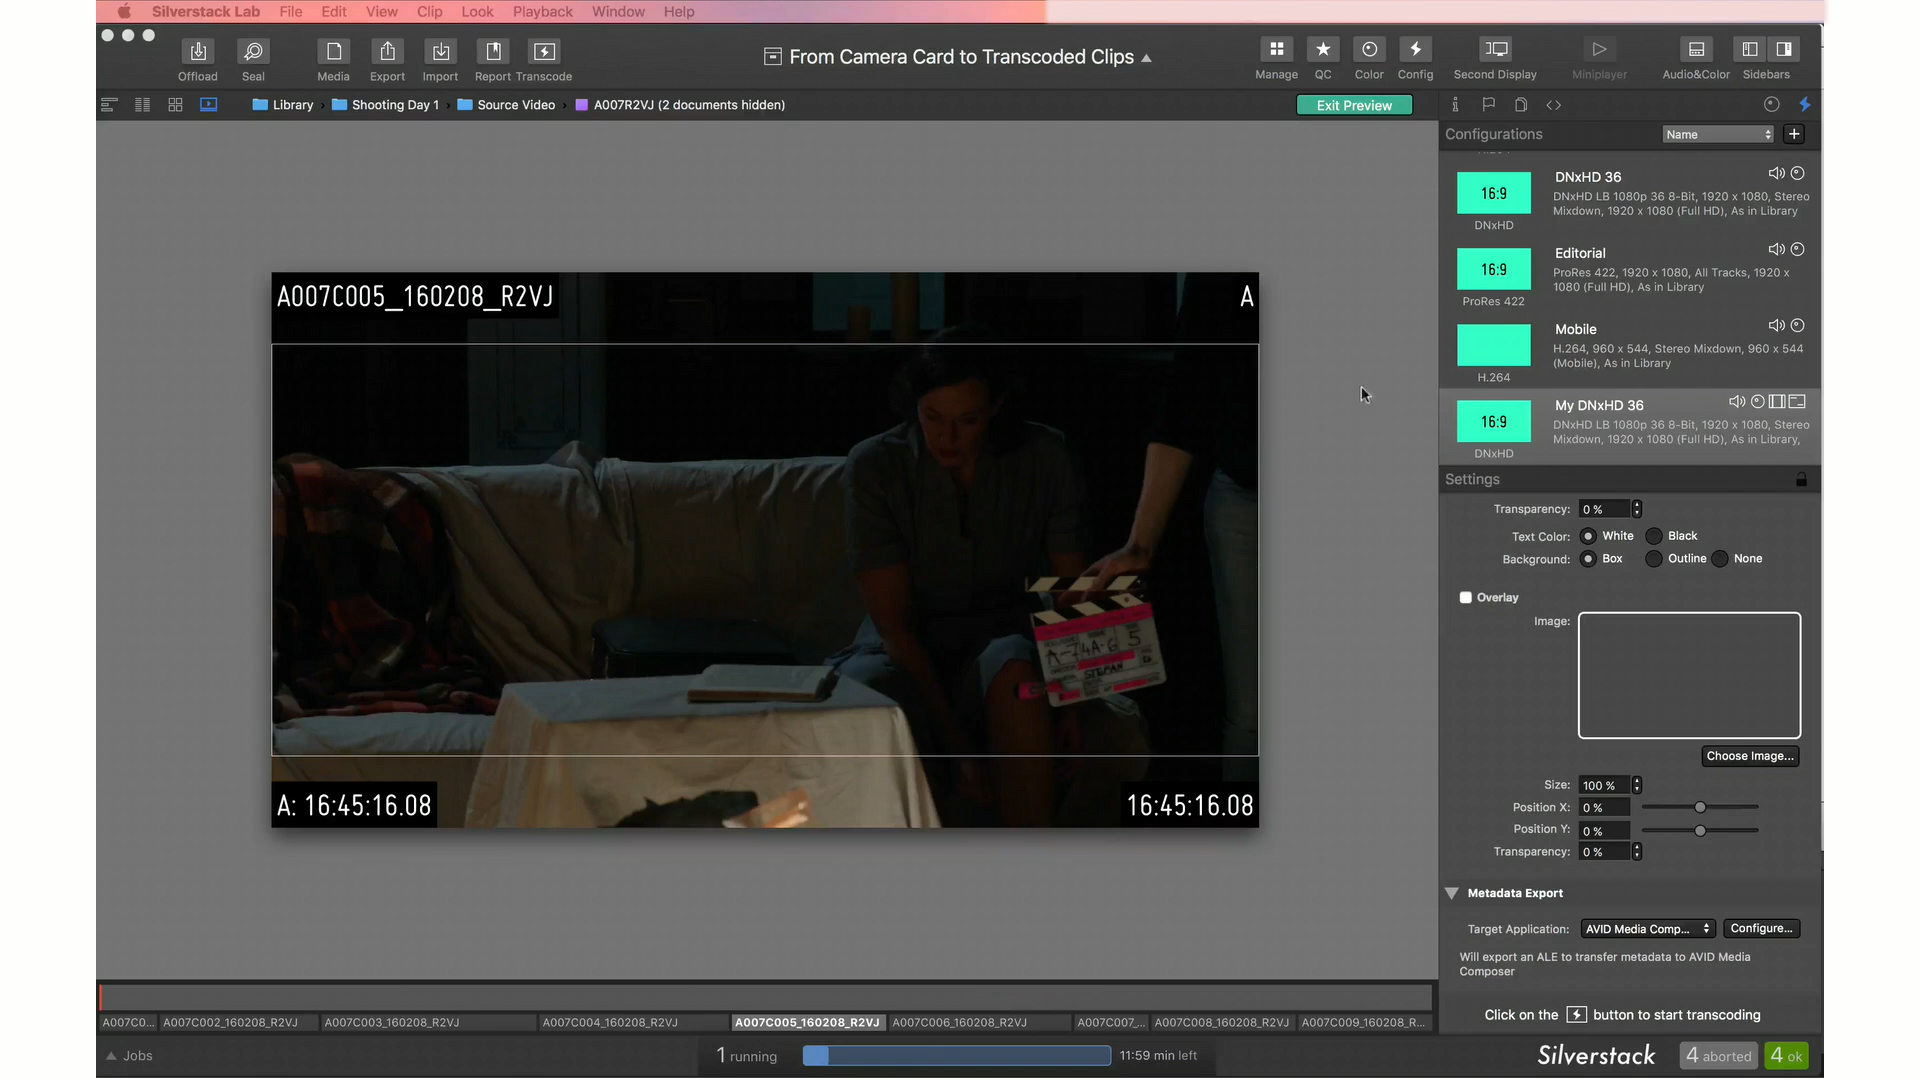 Silverstack Lab File Edit View Clip Look Playback Window Help
Offload Seal Media Export Import Report Transcode
From Camera Card to Transcoded Clips
Manage QC Color Config Second Display Miniplayer Audio&Color Sidebars
Library Shooting Day 1 Source Video A007R2VJ (2 documents hidden)
Exit Preview
Configurations Name
16:9
DNxHD
DNxHD 36
DNxHD LB 1080p 36 8-Bit, 1920 x 1080, Stereo
Mixdown, 1920 x 1080 (Full HD), As in Library
16:9
ProRes 422
Editorial
ProRes 422, 1920 x 1080, All Tracks, 1920 x
1080 (Full HD), As in Library
H.264
Mobile
H.264, 960 x 544, Stereo Mixdown, 960 x 544
(Mobile), As in Library
16:9
DNxHD
My DNxHD 36
DNxHD LB 1080p 36 8-Bit, 1920 x 1080, Stereo
Mixdown, 1920 x 1080 (Full HD), As in Library,
A007C005_160208_R2VJ
A
A: 16:45:16.08
16:45:16.08
Settings
Transparency: 0 %
Text Color: White Black
Background: Box Outline None
Overlay
Image:
Choose Image...
Size: 100 %
Position X: 0 %
Position Y: 0 %
Transparency: 0 %
Metadata Export
Target Application: AVID Media Comp... Configure...
Will export an ALE to transfer metadata to AVID Media
Composer
Click on the button to start transcoding
A007C0... A007C002_160208_R2VJ A007C003_160208_R2VJ A007C004_160208_R2VJ A007C005_160208_R2VJ A007C006_160208_R2VJ A007C007_... A007C008_160208_R2VJ A007C009_160208_R...
Jobs
1 running
11:59 min left
Silverstack
4 aborted
4 ok